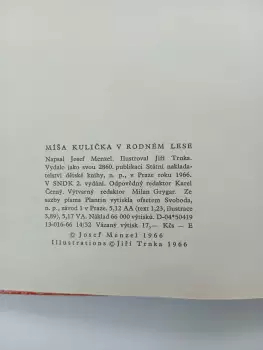 MÍŠA KULIČKA V RODNÉM LESE
Napsal Josef Menzel. Ilustroval Jiří Trnka.
Vydalo jako svou 2660. publikaci Státní naklada-
telství dětské knihy, n. p., v Praze roku 1966.
V SNDK 2. vydání. Odpovědný redaktor Karel
Černý. Výtvarný redaktor Milan Grygar. Ze
sazby písma Plantin vytiskla ofsetem Svoboda,
n. p., závod 1 v Praze. 5,12 AA (text 1,23, ilustrace
3,89), 5,17 VA. Náklad 66 000 výtisků. D-04*50419
13-016-66 14/32 Vázaný výtisk 17,— Kčs — E
© Josef Menzel 1966
Illustrations © Jiří Trnka 1966